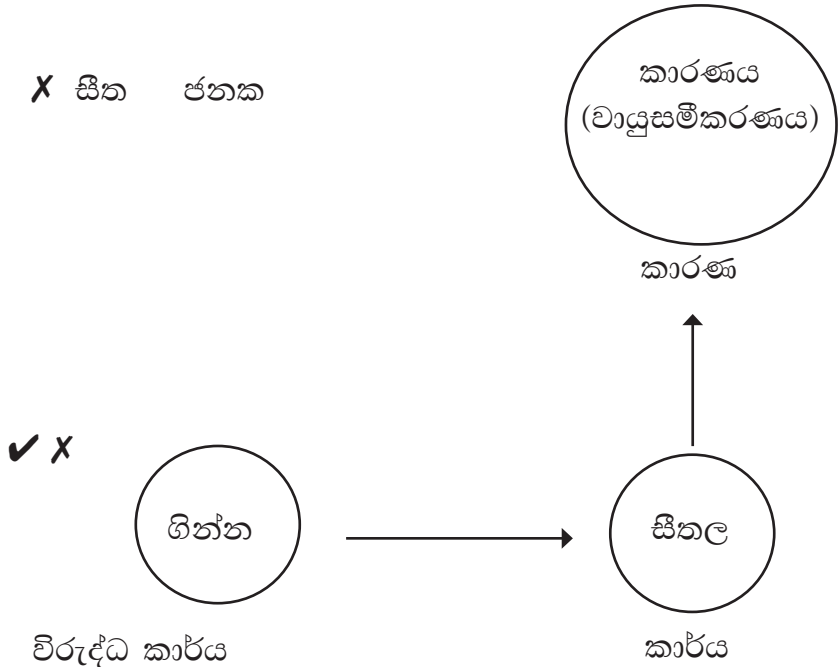 ✗ සීත ජනක
කාරණය
(වායුසමීකරණය)
කාරණ
✔ ✗
ගින්න
සීතල
විරුද්ධ කාර්ය
කාර්ය